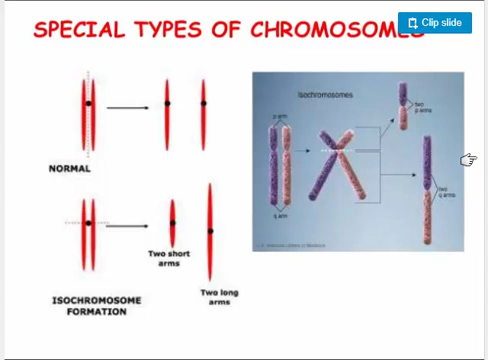 SPECIAL TYPES OF CHROMOSOMES
Clip slide
NORMAL
ISOCHROMOSOME
FORMATION
Two short
arms
Two long
arms
Isochromosomes
p arm
q arm
two
p arms
two
q arms